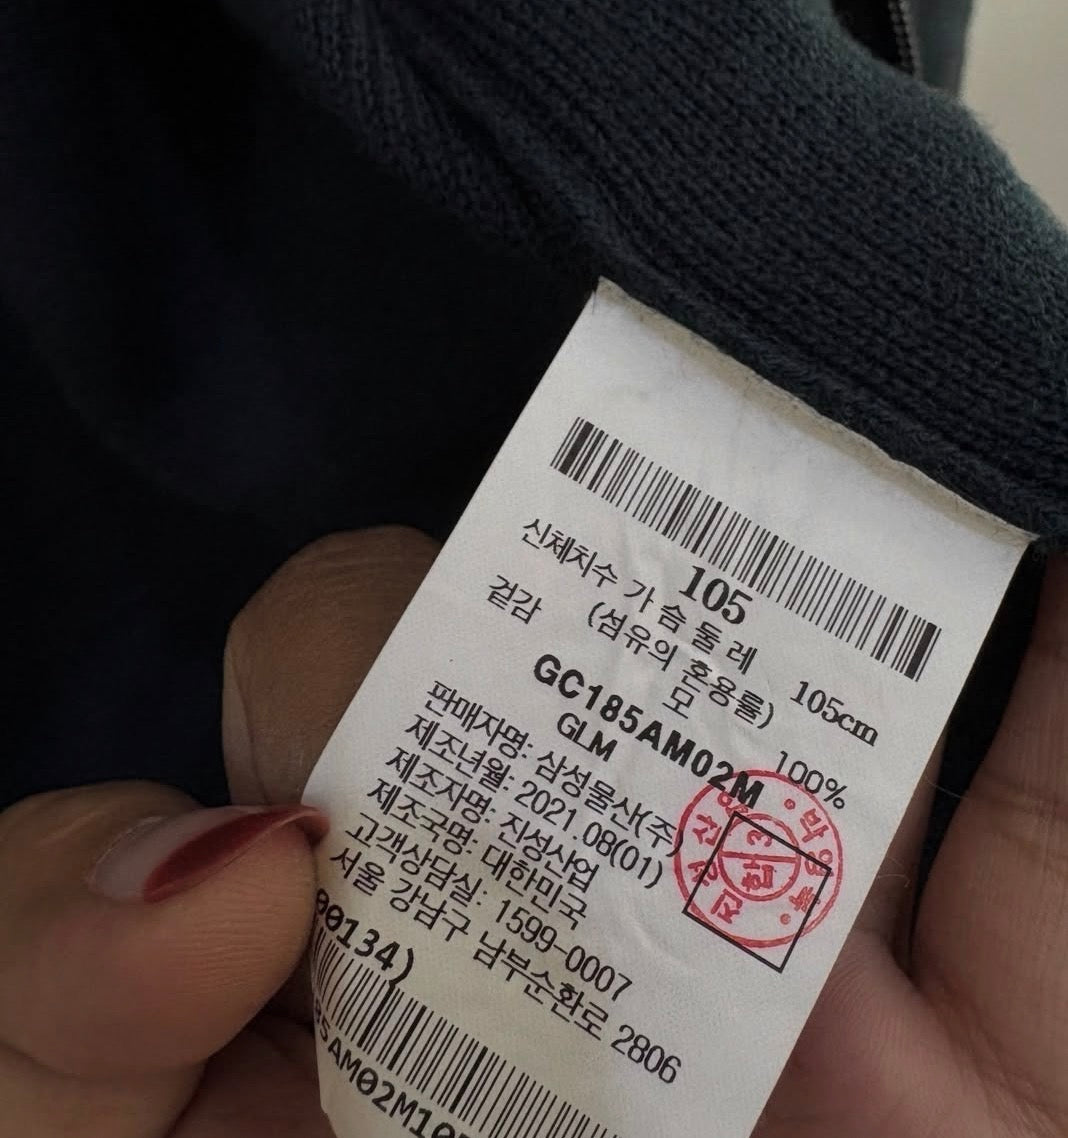 105
신체치수 가 슴 둘 레 105cm
겉감 (섬유의 혼용률)
모 100%
GC185AM02M
GLM
판매자명: 삼성물산(주)
제조년월: 2021.08(01)
제조자명: 진성산업
제조국명: 대한민국
고객상담실: 1599-0007
서울 강남구 남부순환로 2806
00134)
5AM02M10